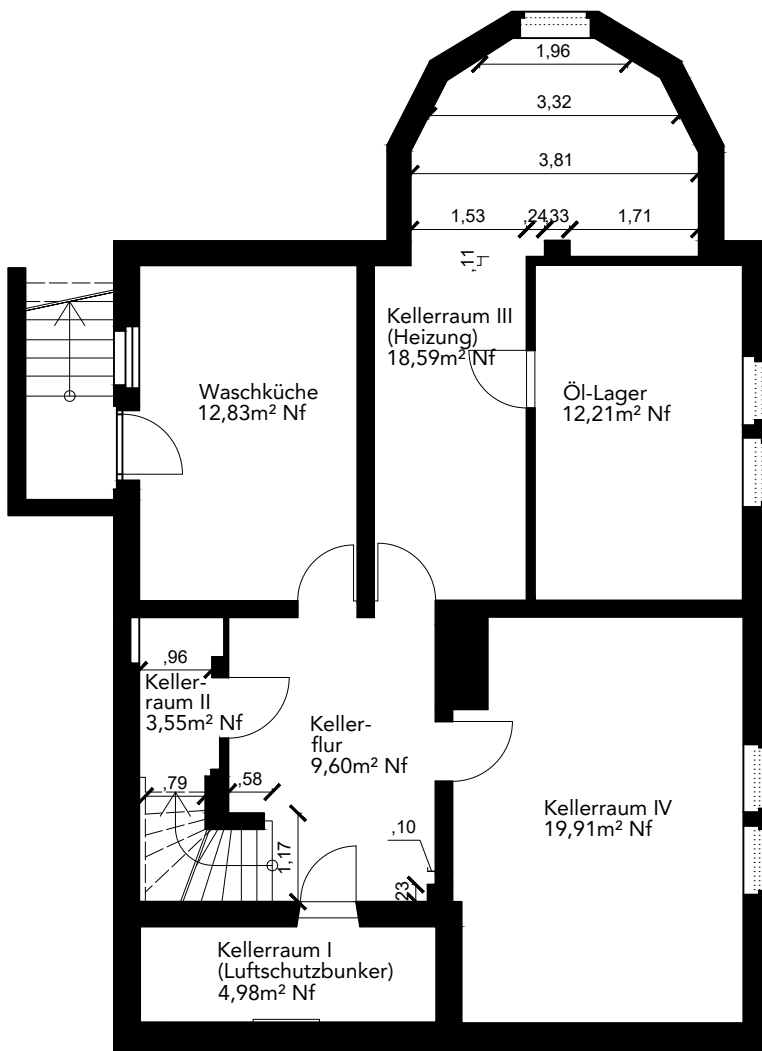 1,96
3,32
3,81
1,53 ,24 ,33 1,71
,11
Kellerraum III
(Heizung)
18,59m² Nf
Waschküche
12,83m² Nf
Öl-Lager
12,21m² Nf
,96
Keller-
raum II
3,55m² Nf
Keller-
flur
9,60m² Nf
,79 ,58
Kellerraum IV
19,91m² Nf
,10
1,17
,23
Kellerraum I
(Luftschutzbunker)
4,98m² Nf